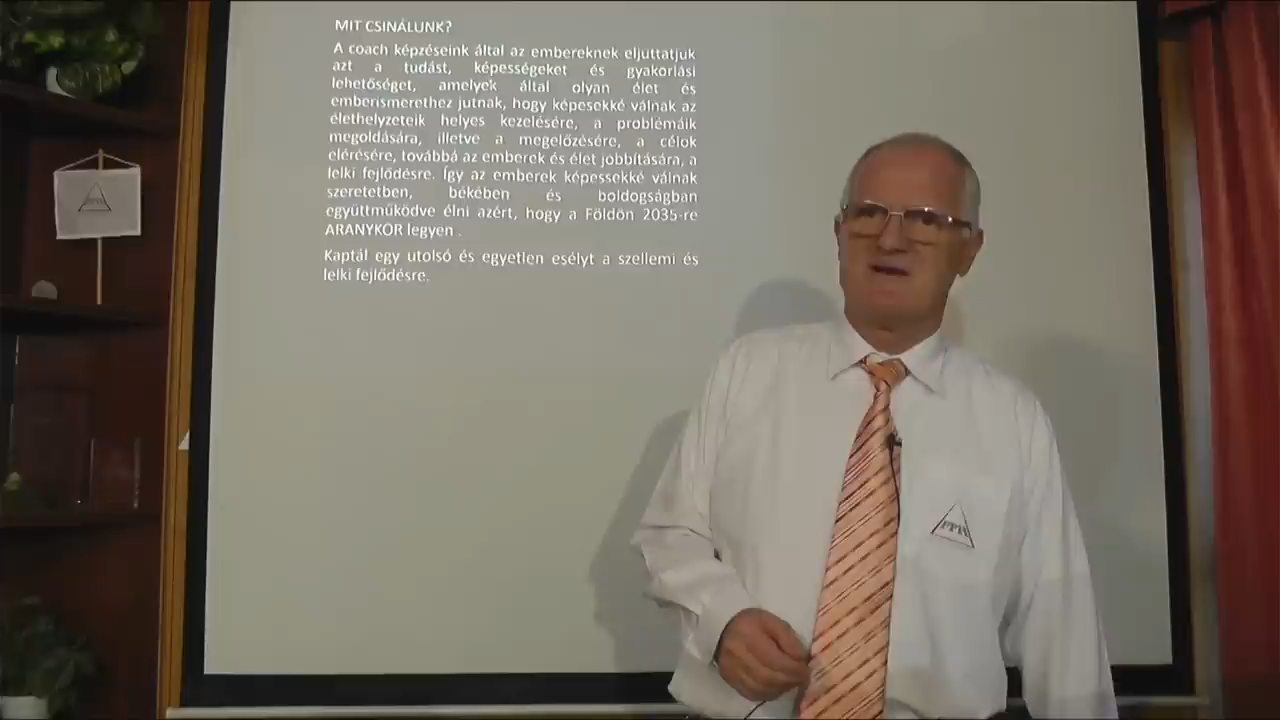 MIT CSINÁLUNK?
A coach képzéseink által az embereknek eljuttatjuk
azt a tudást, képességeket és gyakorlási
lehetőséget, amelyek által olyan élet és
emberismerethez jutnak, hogy képesekké válnak az
élethelyzeteik helyes kezelésére, a problémáik
megoldására, illetve a megelőzésére, a célok
elérésére, továbbá az emberek és élet jobbítására, a
lelki fejlődésre. Így az emberek képessekké válnak
szeretetben, békében és boldogságban
együttműködve élni azért, hogy a Földön 2035-re
ARANYKOR legyen .
Kaptál egy utolsó és egyetlen esélyt a szellemi és
lelki fejlődésre.